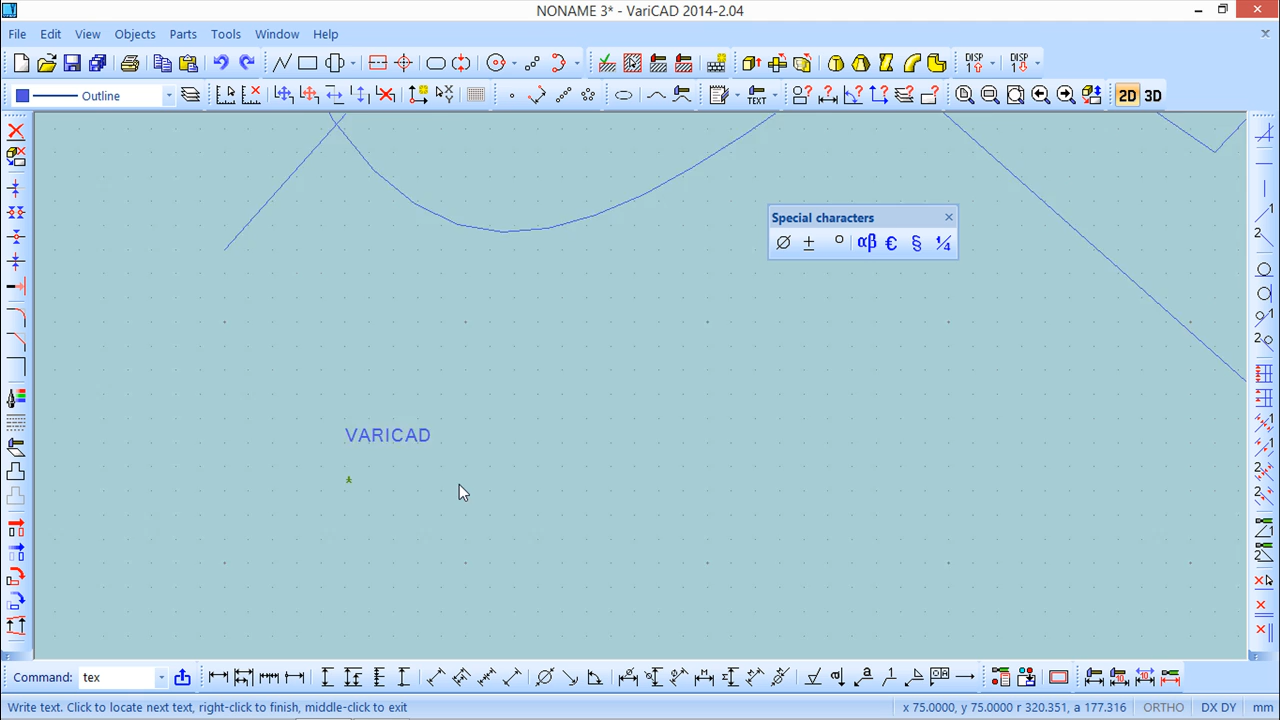 NONAME 3* - VariCAD 2014-2.04
File Edit View Objects Parts Tools Window Help
DISP 1 DISP 1
Outline TEXT 2D 3D
Special characters
Ø ± ° αβ € § ¼
VARICAD
Command: tex
Write text. Click to locate next text, right-click to finish, middle-click to exit x 75.0000, y 75.0000 r 320.351, a 177.316 ORTHO DX DY mm